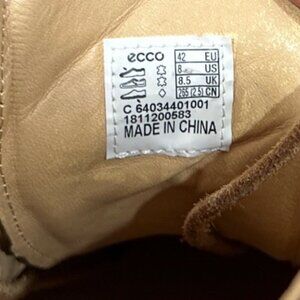 ecco 42 EU
8 US
8.5 UK
265 (2.5) CN
C 64034401001
1811200583
MADE IN CHINA